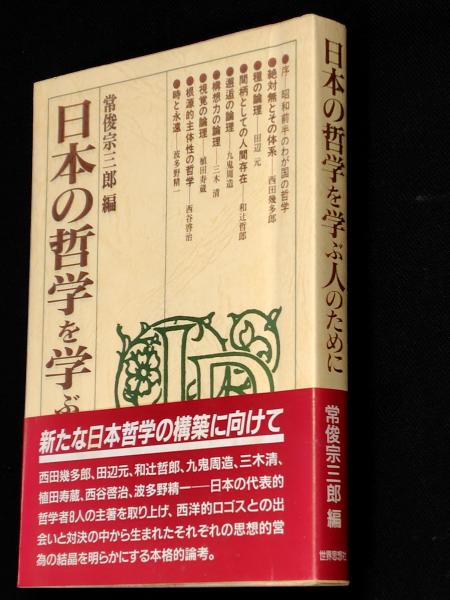 ●序 昭和前半のわが国の哲学
●絶対無とその体系──西田幾多郎
●種の論理──田辺 元
●間柄としての人間存在──和辻哲郎
●邂逅の論理──九鬼周造
●構想力の論理──三木 清
●視覚の論理──植田寿蔵
●根源的主体性の哲学──西谷啓治
●時と永遠──波多野精一
常俊宗三郎 編
日本の哲学を学ぶ
新たな日本哲学の構築に向けて
西田幾多郎、田辺元、和辻哲郎、九鬼周造、三木清、
植田寿蔵、西谷啓治、波多野精一──日本の代表的
哲学者8人の主著を取り上げ、西洋的ロゴスとの出
会いと対決の中から生まれたそれぞれの思想的営
為の結晶を明らかにする本格的論考。
日本の哲学を学ぶ人のために
常俊宗三郎 編
世界思想社